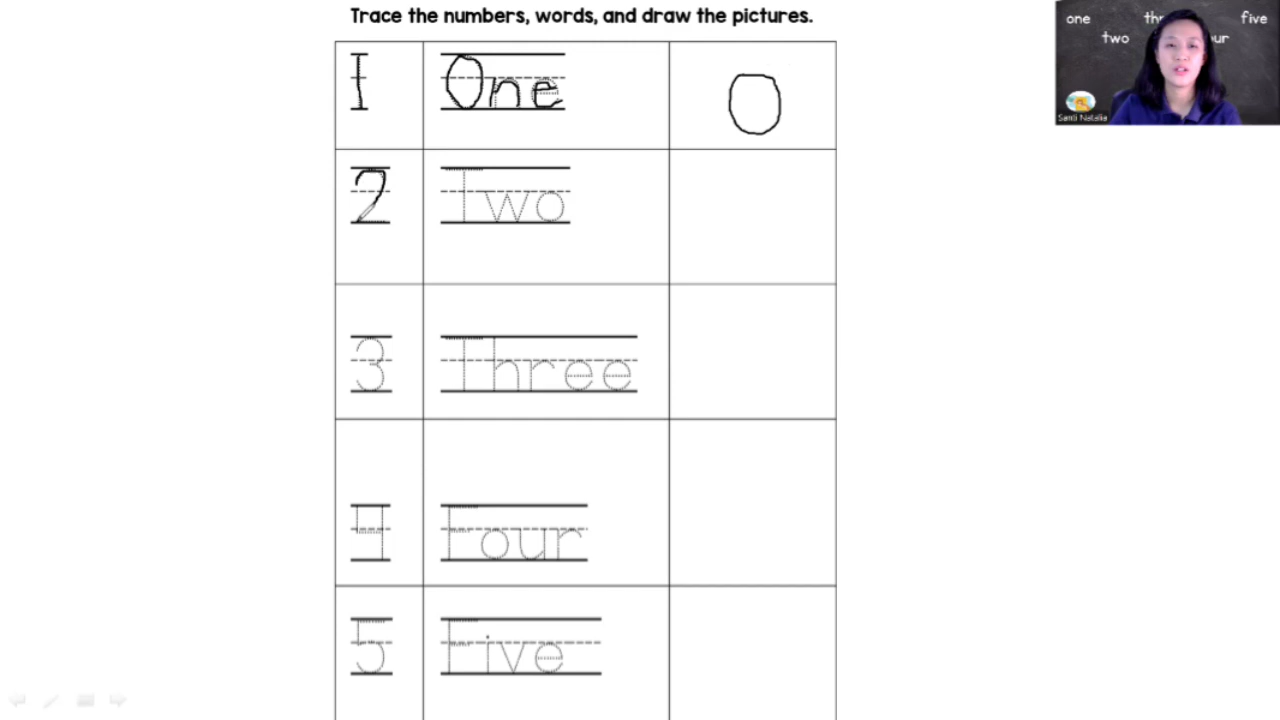 Trace the numbers, words, and draw the pictures.
1 One
2 Two
3 Three
4 Four
5 Five
one five
two
Santi Natalia